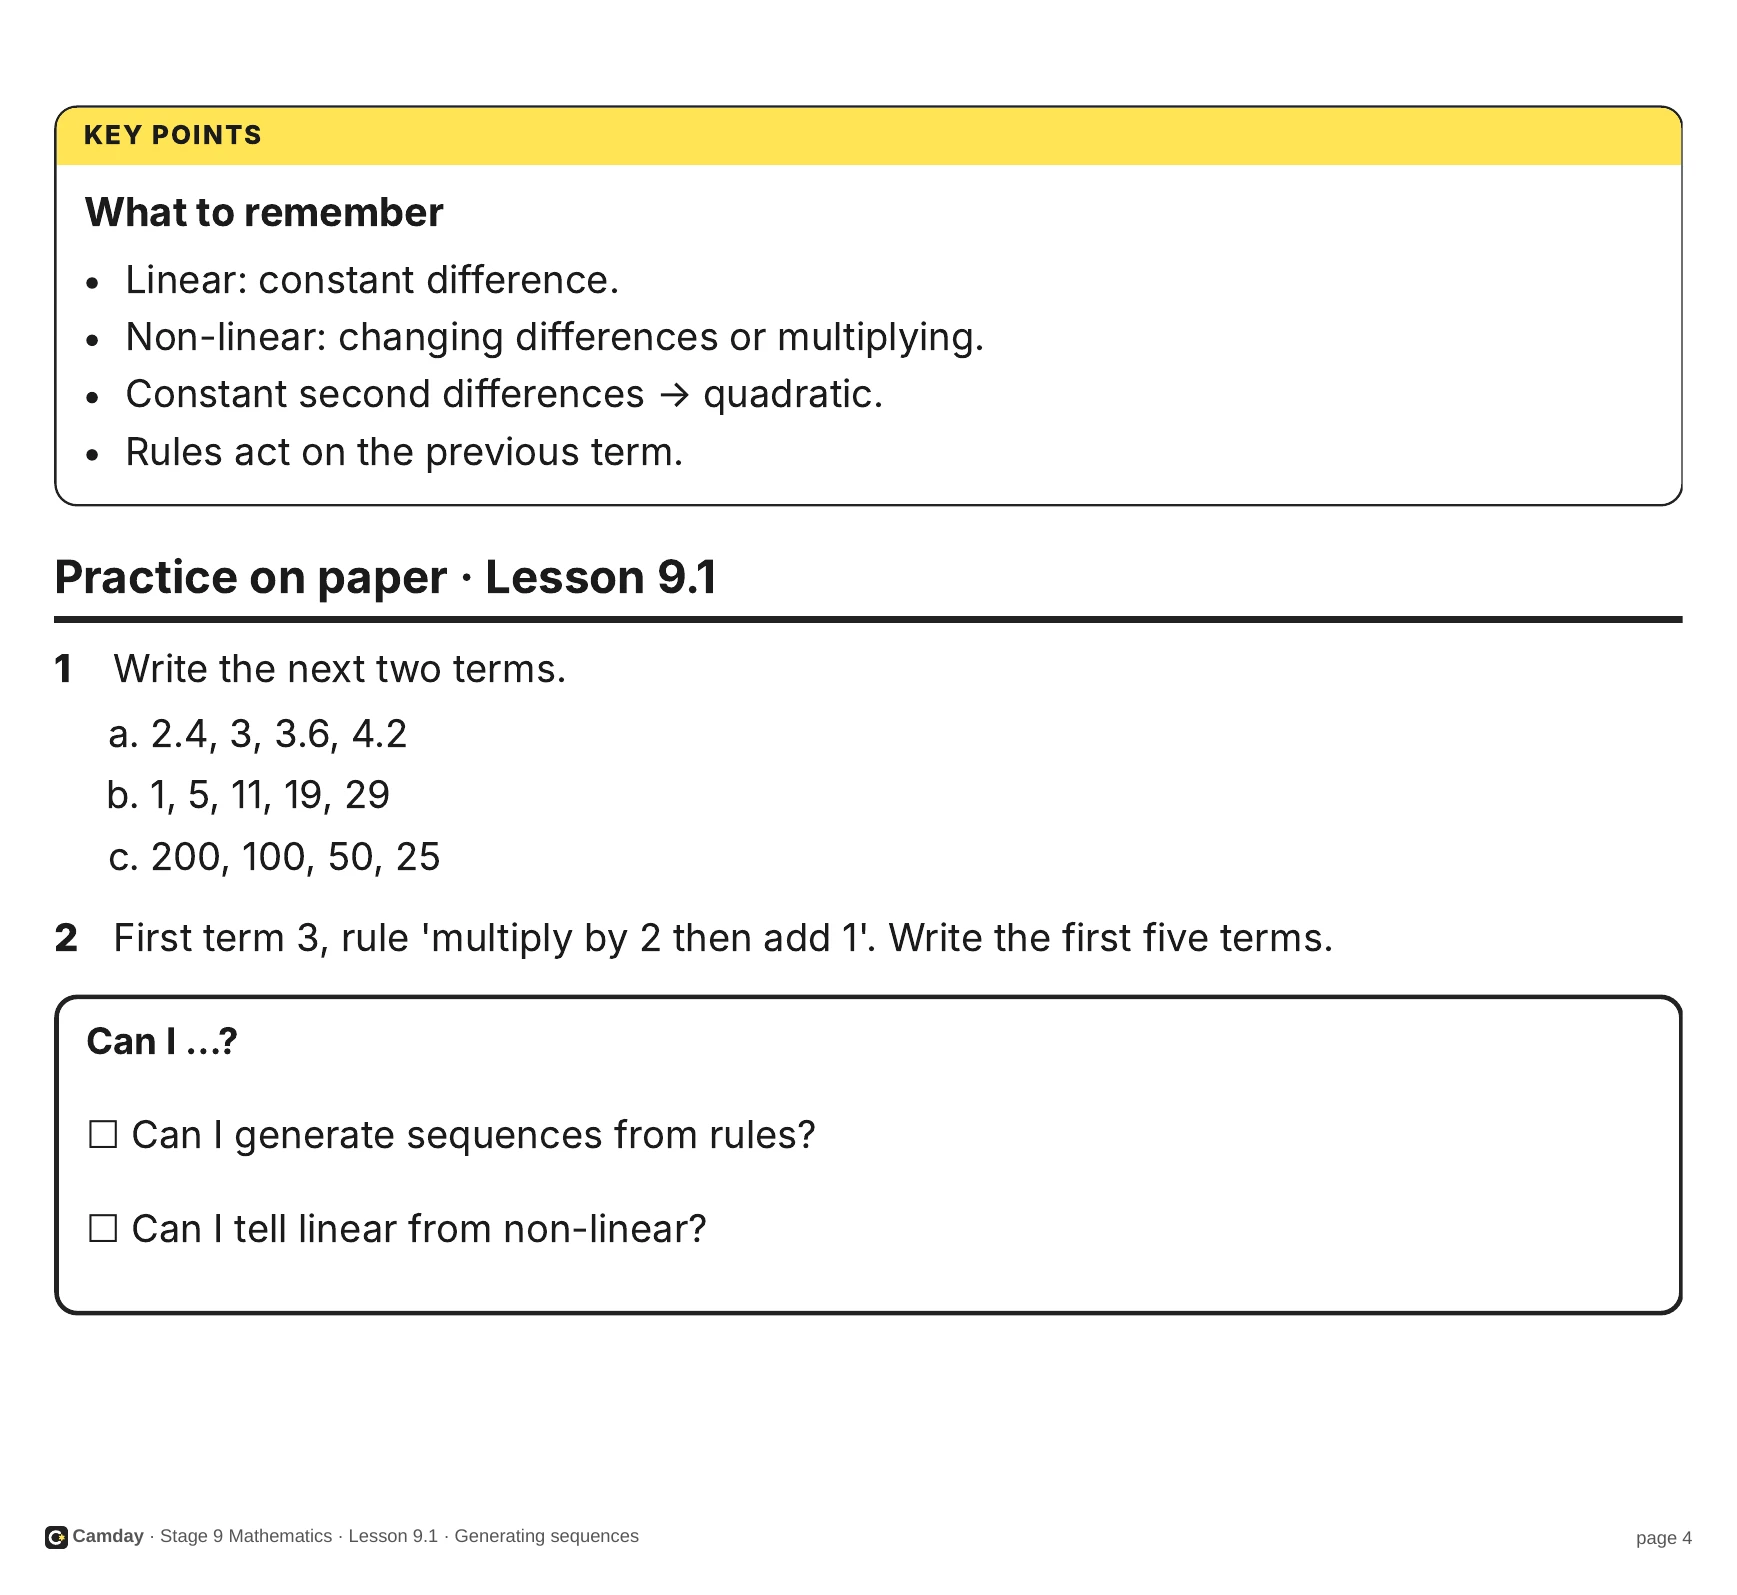 KEY POINTS
What to remember
• Linear: constant difference.
• Non-linear: changing differences or multiplying.
• Constant second differences → quadratic.
• Rules act on the previous term.
Practice on paper · Lesson 9.1
1 Write the next two terms.
a. 2.4, 3, 3.6, 4.2
b. 1, 5, 11, 19, 29
c. 200, 100, 50, 25
2 First term 3, rule 'multiply by 2 then add 1'. Write the first five terms.
Can I …?
☐ Can I generate sequences from rules?
☐ Can I tell linear from non-linear?
Camday · Stage 9 Mathematics · Lesson 9.1 · Generating sequences
page 4